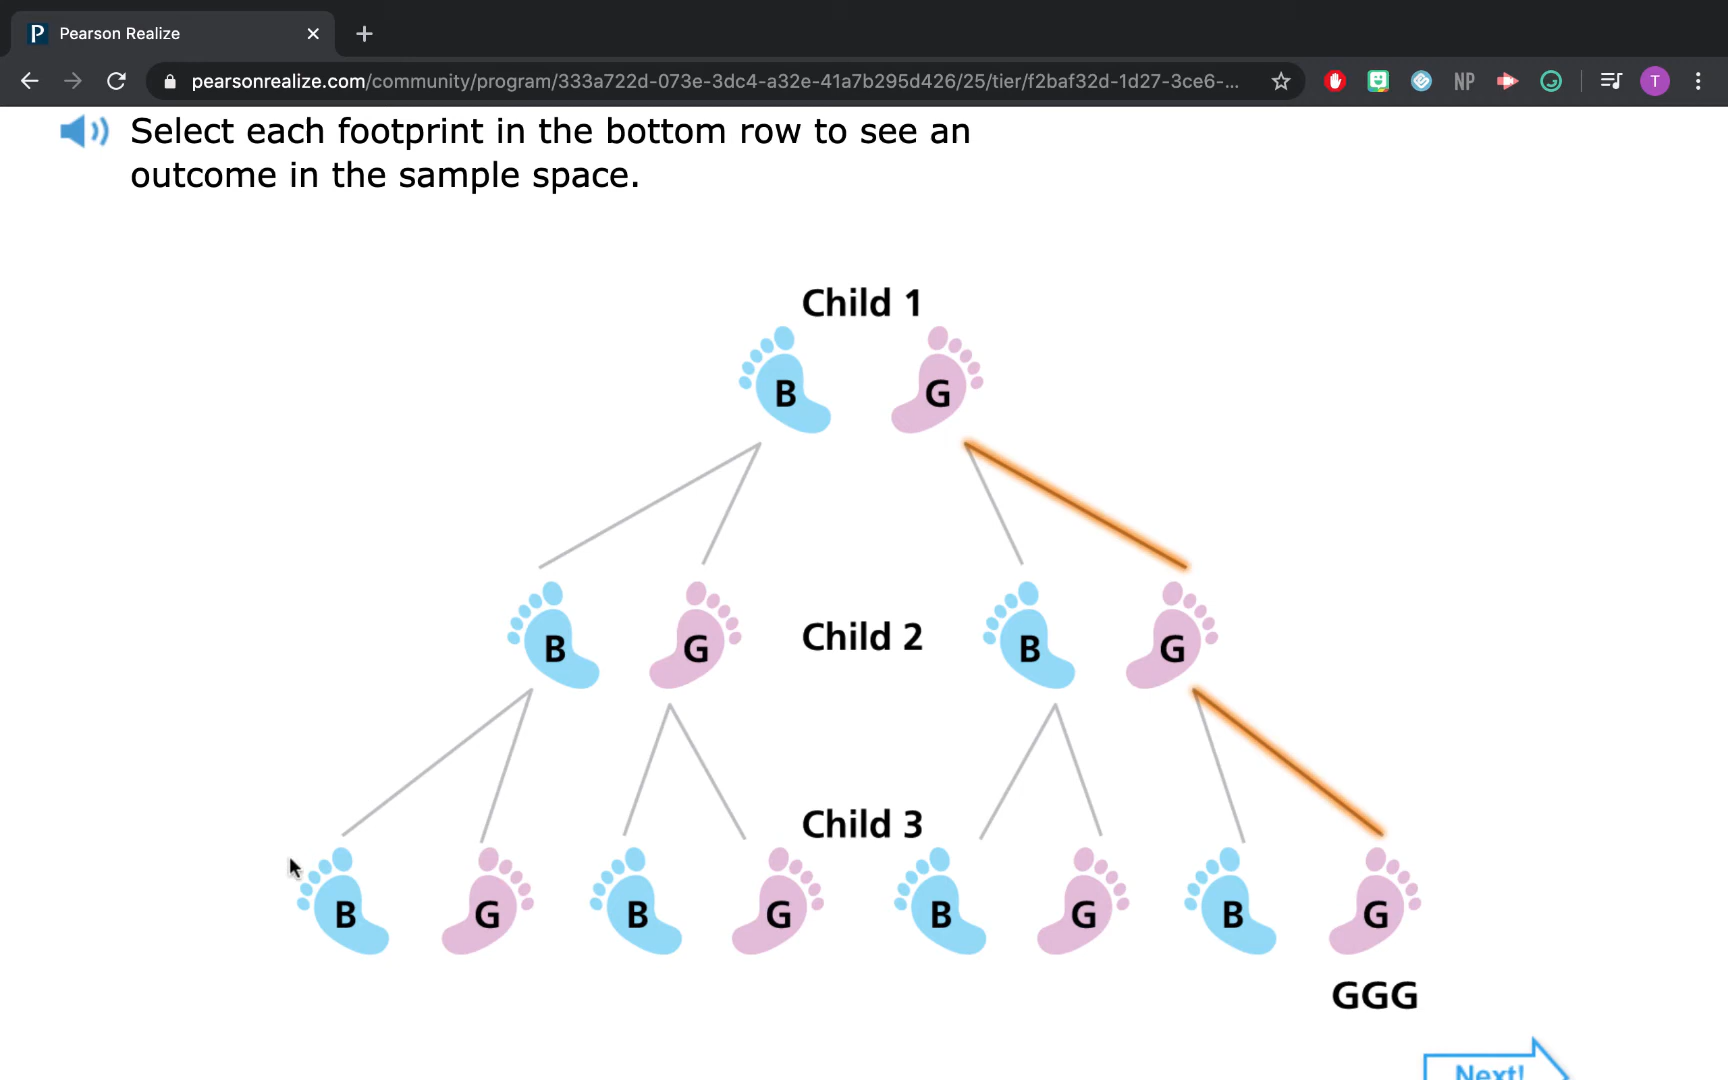 Pearson Realize
pearsonrealize.com/community/program/333a722d-073e-3dc4-a32e-41a7b295d426/25/tier/f2baf32d-1d27-3ce6-...
NP
T
Select each footprint in the bottom row to see an
outcome in the sample space.
Child 1
B G
B G Child 2 B G
Child 3
B G B G B G B G
GGG
Next!